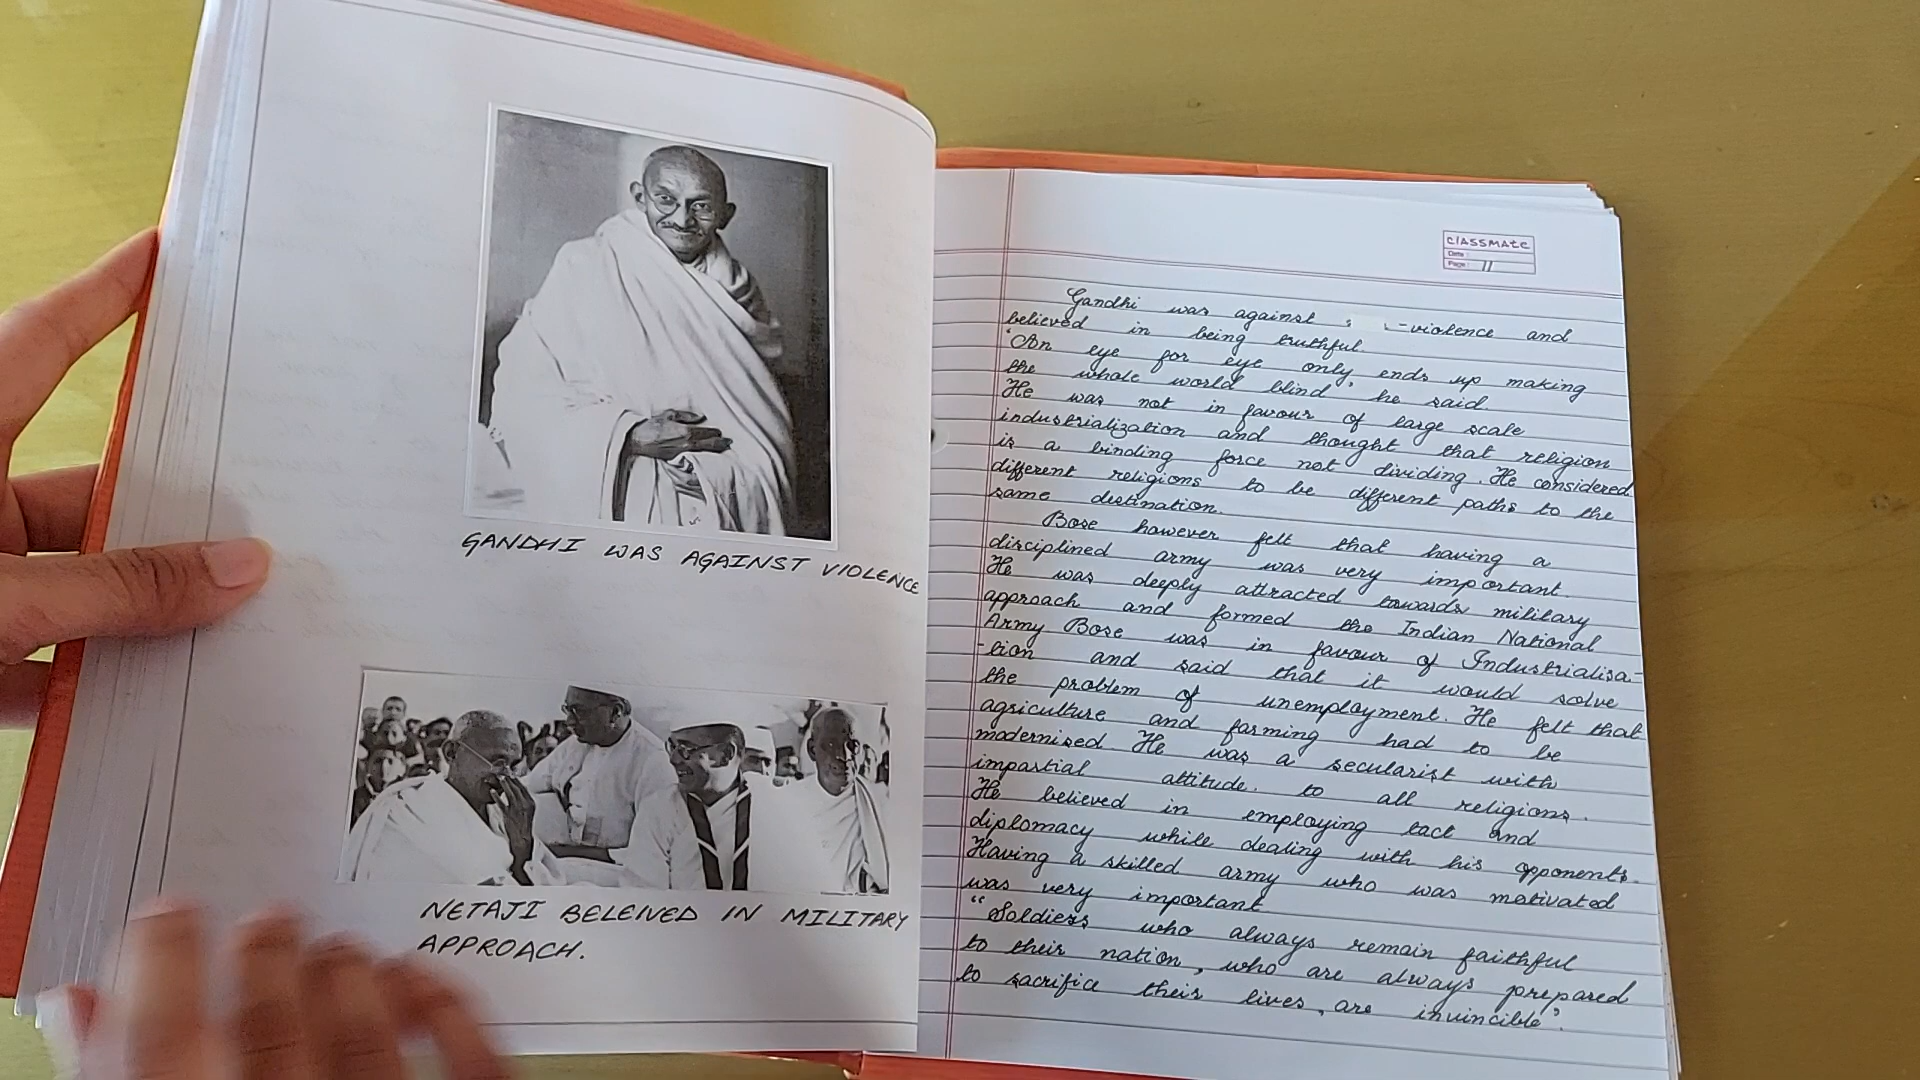 GANDHI WAS AGAINST VIOLENCE
NETAJI BELEIVED IN MILITARY
APPROACH.
CLASSMATE
Date :
Page : 11
Gandhi was against -violence and
believed in being truthful.
"An eye for eye only ends up making
the whole world blind" he said.
He was not in favour of large scale
industrialization and thought that religion
is a binding force not dividing. He considered
different religions to be different paths to the
same destination.
Bose however felt that having a
disciplined army was very important.
He was deeply attracted towards military
approach and formed the Indian National
Army Bose was in favour of Industrialisa-
-tion and said that it would solve
the problem of unemployment. He felt that
agriculture and farming had to be
modernised. He was a secularist with
impartial attitude. to all religions.
He believed in employing tact and
diplomacy while dealing with his opponents.
Having a skilled army who was motivated
was very important.
"Soldiers who always remain faithful
to their nation, who are always prepared
to sacrifice their lives, are invincible".